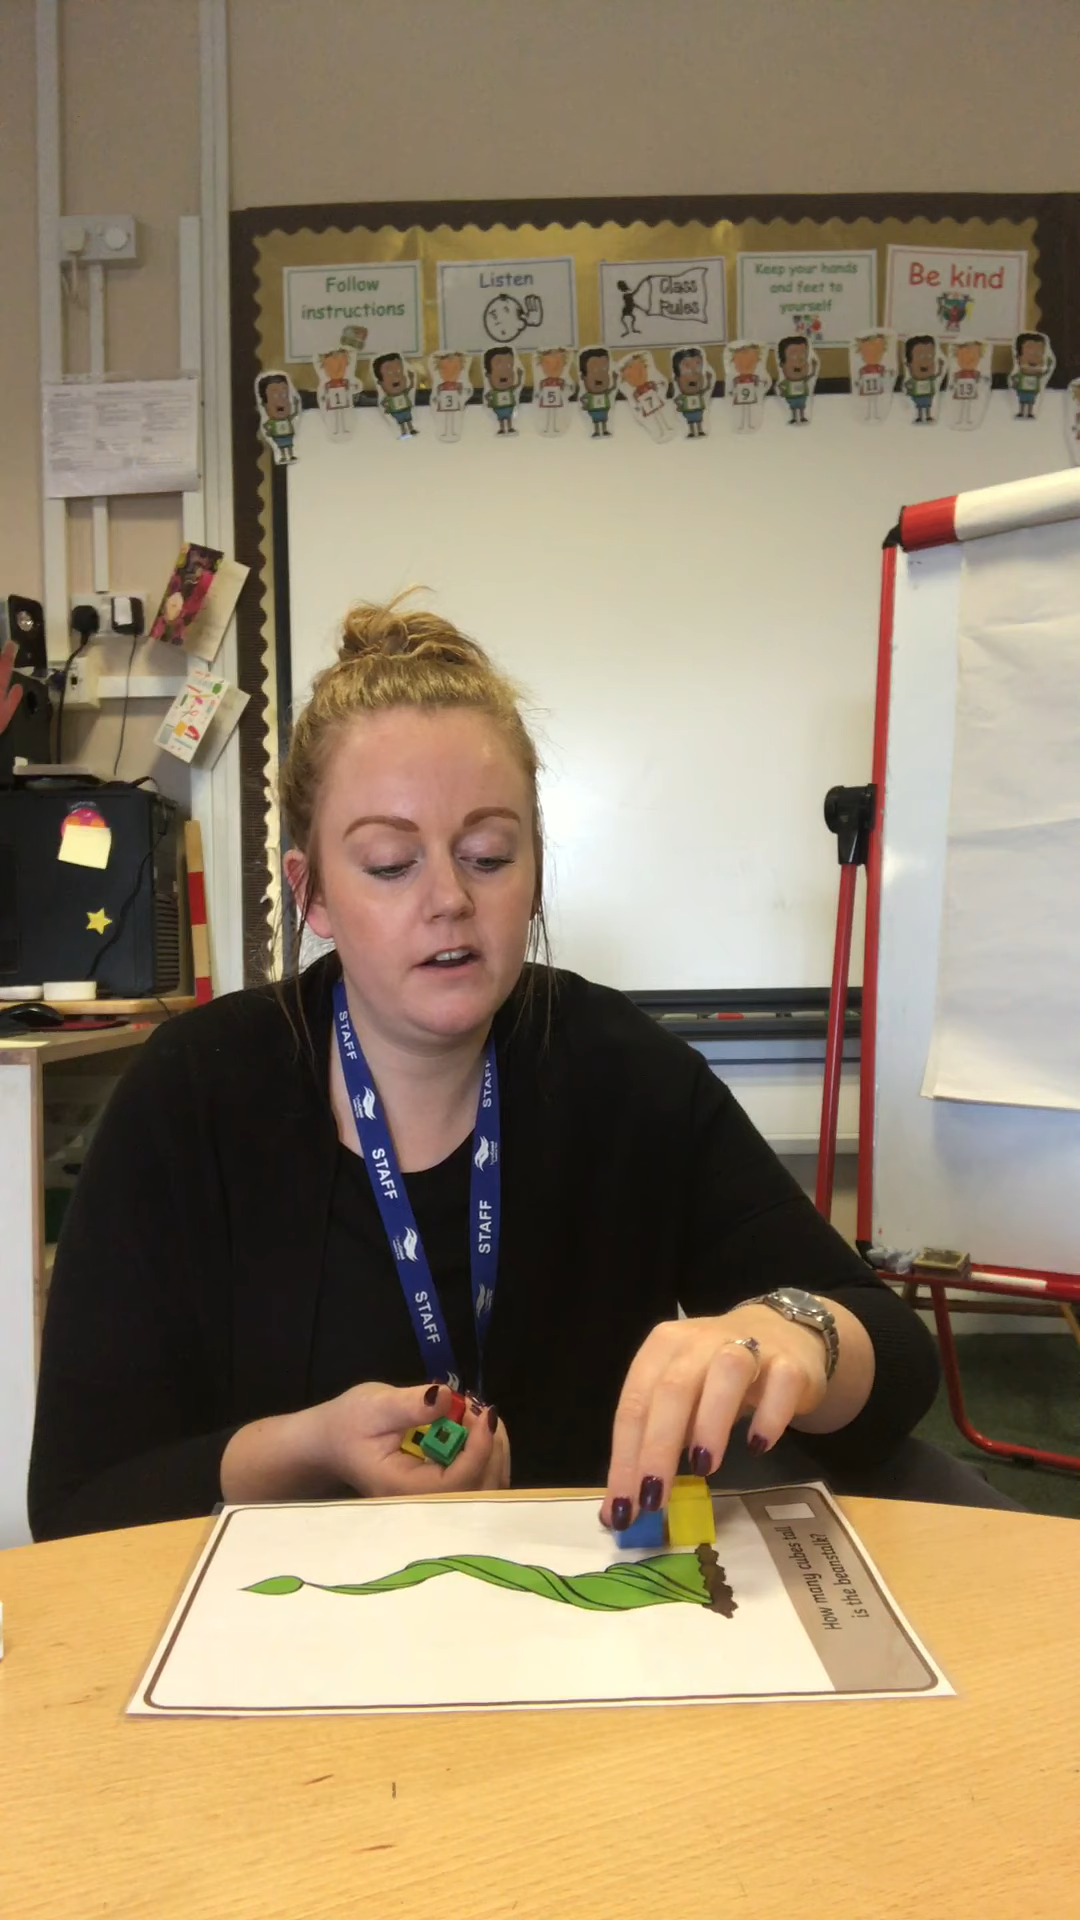 Follow
instructions
Listen
Class
Rules
Keep your hands
and feet to
yourself
Be kind
1
3
5
7
9
11
13
STAFF
STAFF
STAFF
STAFF
STAFF
How many cubes tall
is the beanstalk?